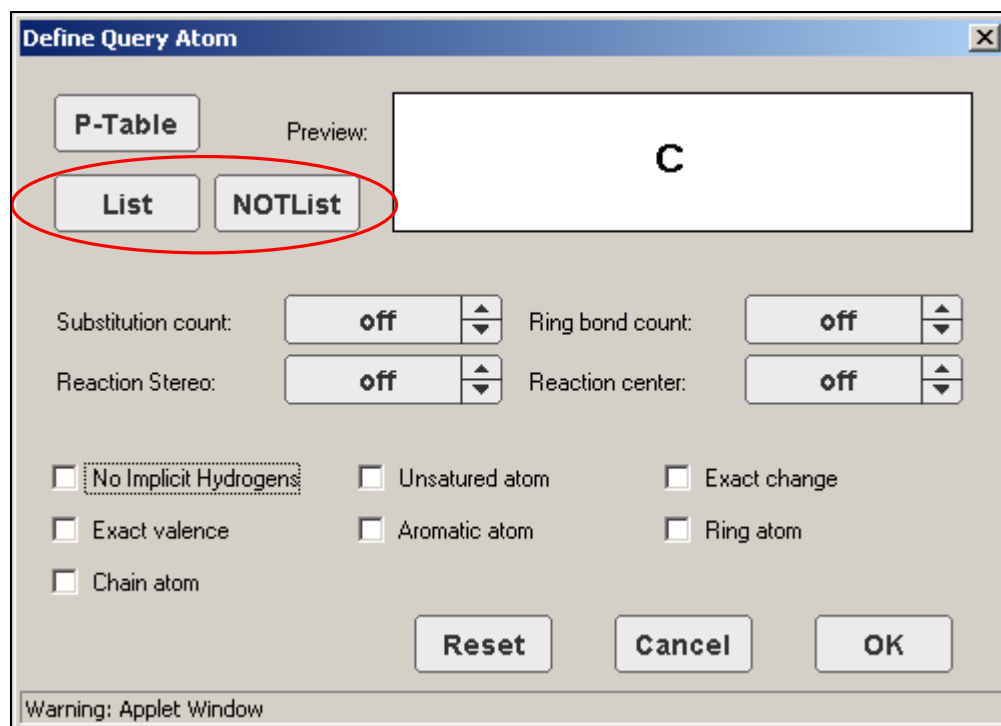 Define Query Atom
P-Table
Preview:
C
List
NOTList
Substitution count:
off
Ring bond count:
off
Reaction Stereo:
off
Reaction center:
off
No Implicit Hydrogens
Unsatured atom
Exact change
Exact valence
Aromatic atom
Ring atom
Chain atom
Reset
Cancel
OK
Warning: Applet Window